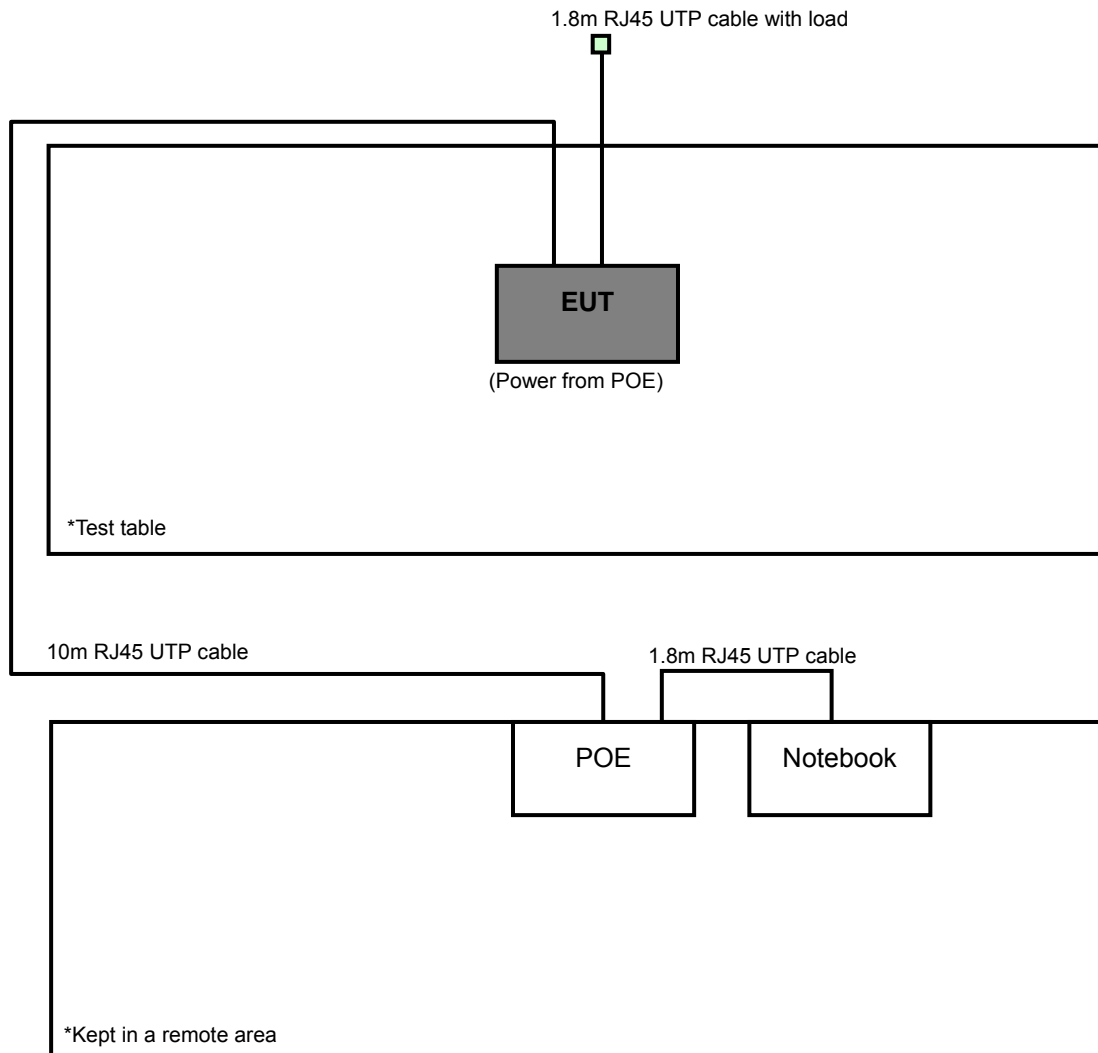 1.8m RJ45 UTP cable with load
EUT
(Power from POE)
*Test table
10m RJ45 UTP cable
1.8m RJ45 UTP cable
POE
Notebook
*Kept in a remote area